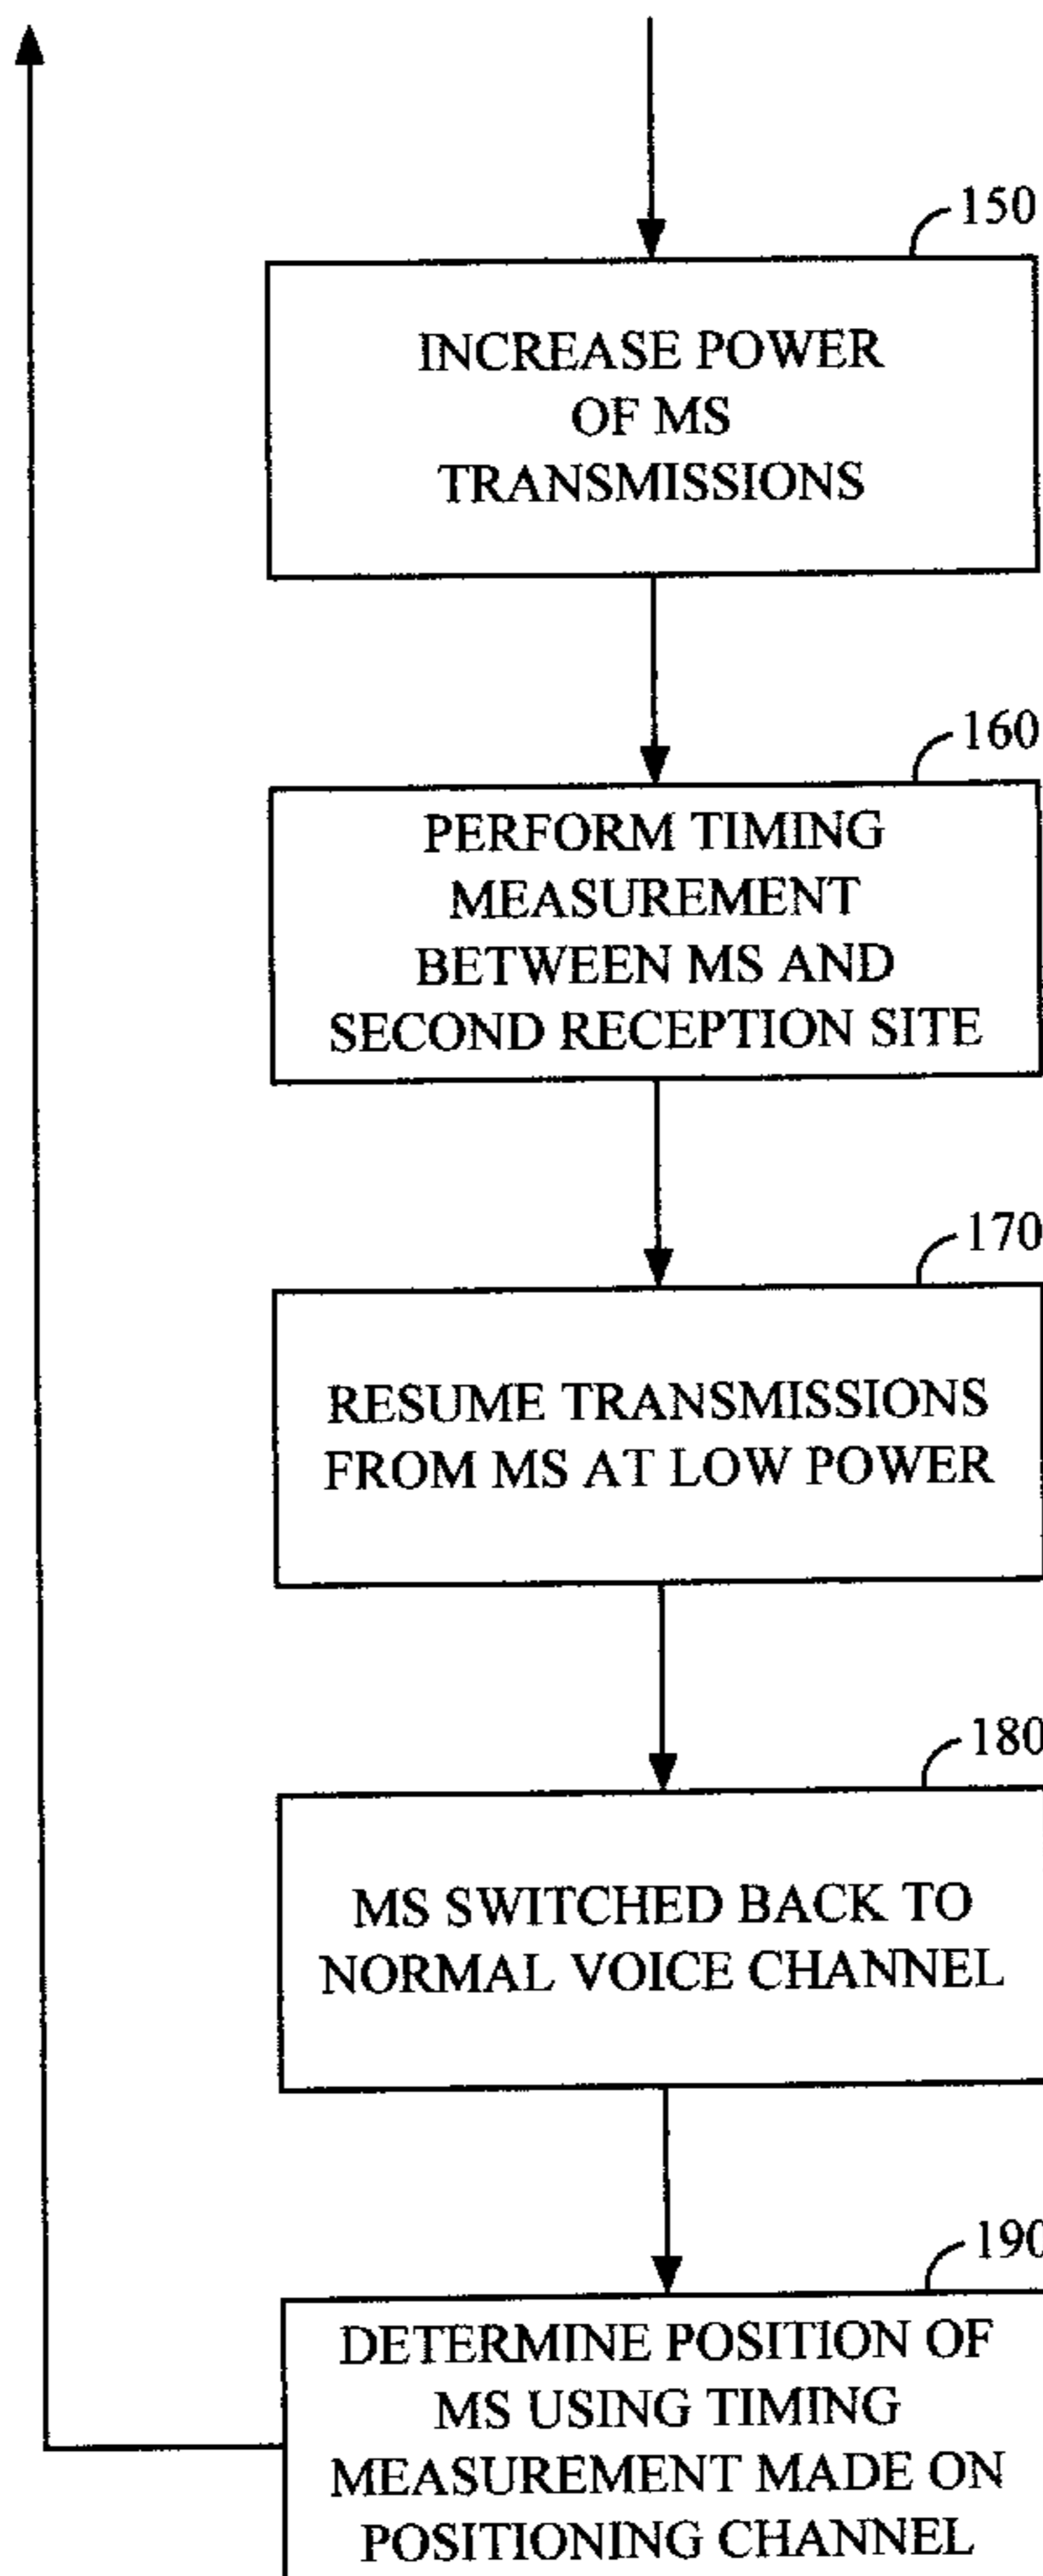 150
INCREASE POWER
OF MS
TRANSMISSIONS
160
PERFORM TIMING
MEASUREMENT
BETWEEN MS AND
SECOND RECEPTION SITE
170
RESUME TRANSMISSIONS
FROM MS AT LOW POWER
180
MS SWITCHED BACK TO
NORMAL VOICE CHANNEL
190
DETERMINE POSITION OF
MS USING TIMING
MEASUREMENT MADE ON
POSITIONING CHANNEL